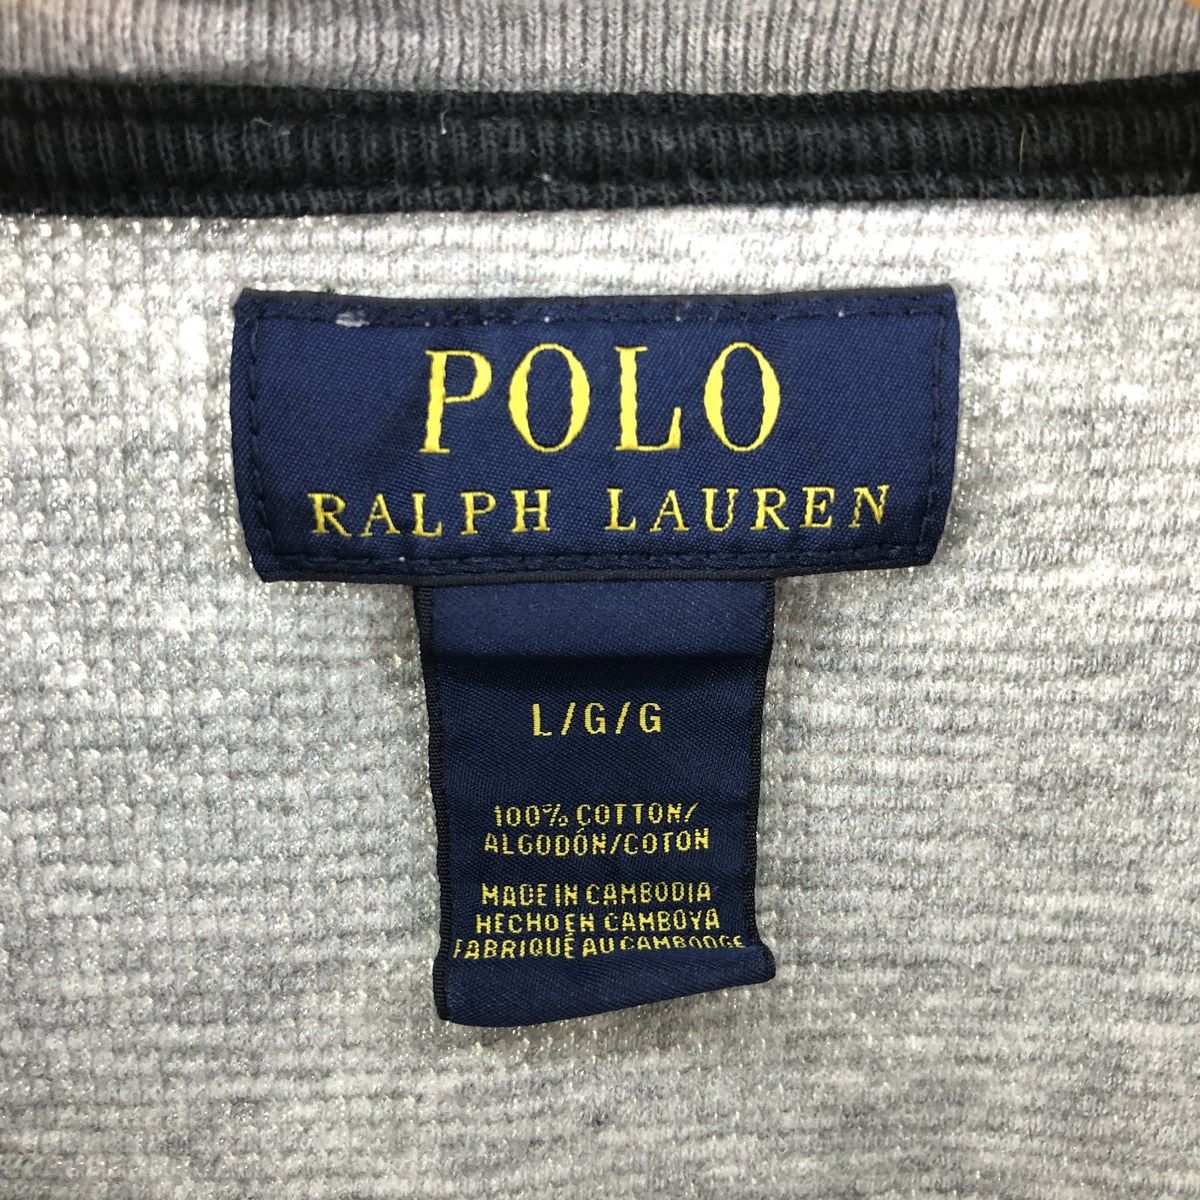 POLO
RALPH LAUREN
L/G/G
100% COTTON/
ALGODÓN/COTON
MADE IN CAMBODIA
HECHO EN CAMBOYA
FABRIQUÉ AU CAMBODGE